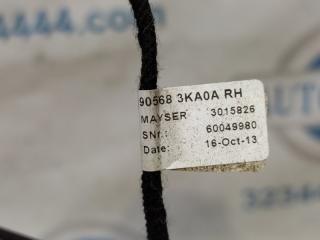 90568 3KA0A RH
MAYSER 3015826
SNr.: 60049980
Date: 16-Oct-13